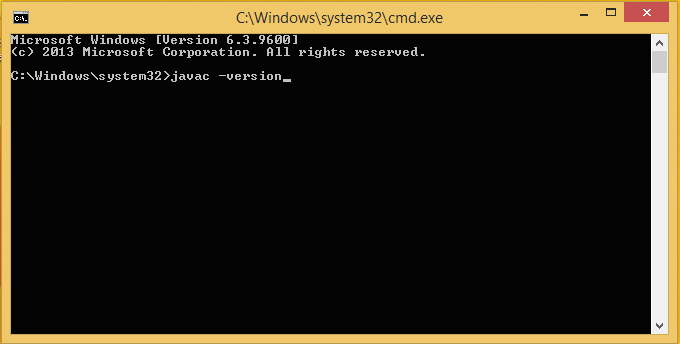 C:\Windows\system32\cmd.exe
Microsoft Windows [Version 6.3.9600]
(c) 2013 Microsoft Corporation. All rights reserved.
C:\Windows\system32>javac -version_